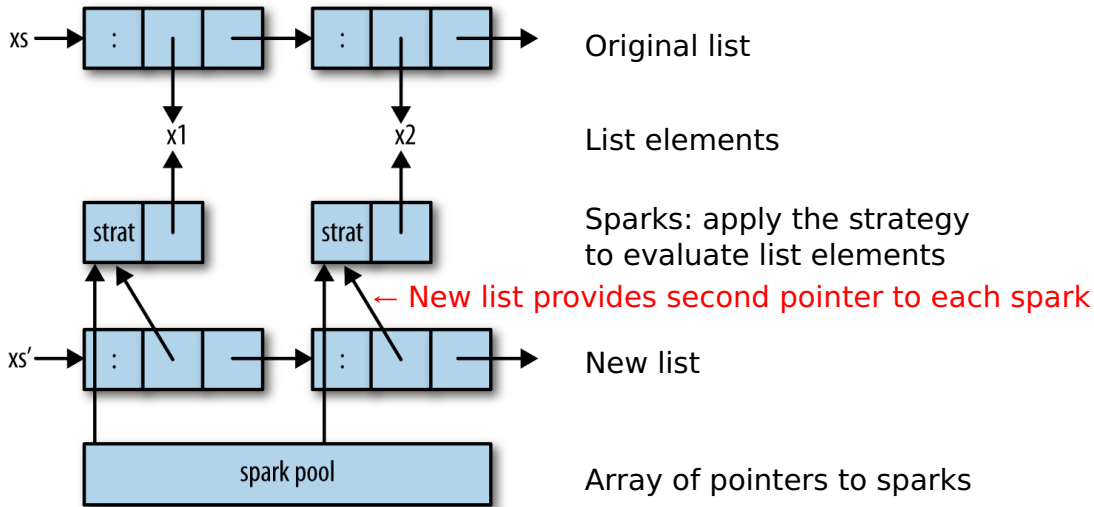 xs : : Original list
x1 x2 List elements
strat strat Sparks: apply the strategy
to evaluate list elements
← New list provides second pointer to each spark
xs′ : : New list
spark pool Array of pointers to sparks